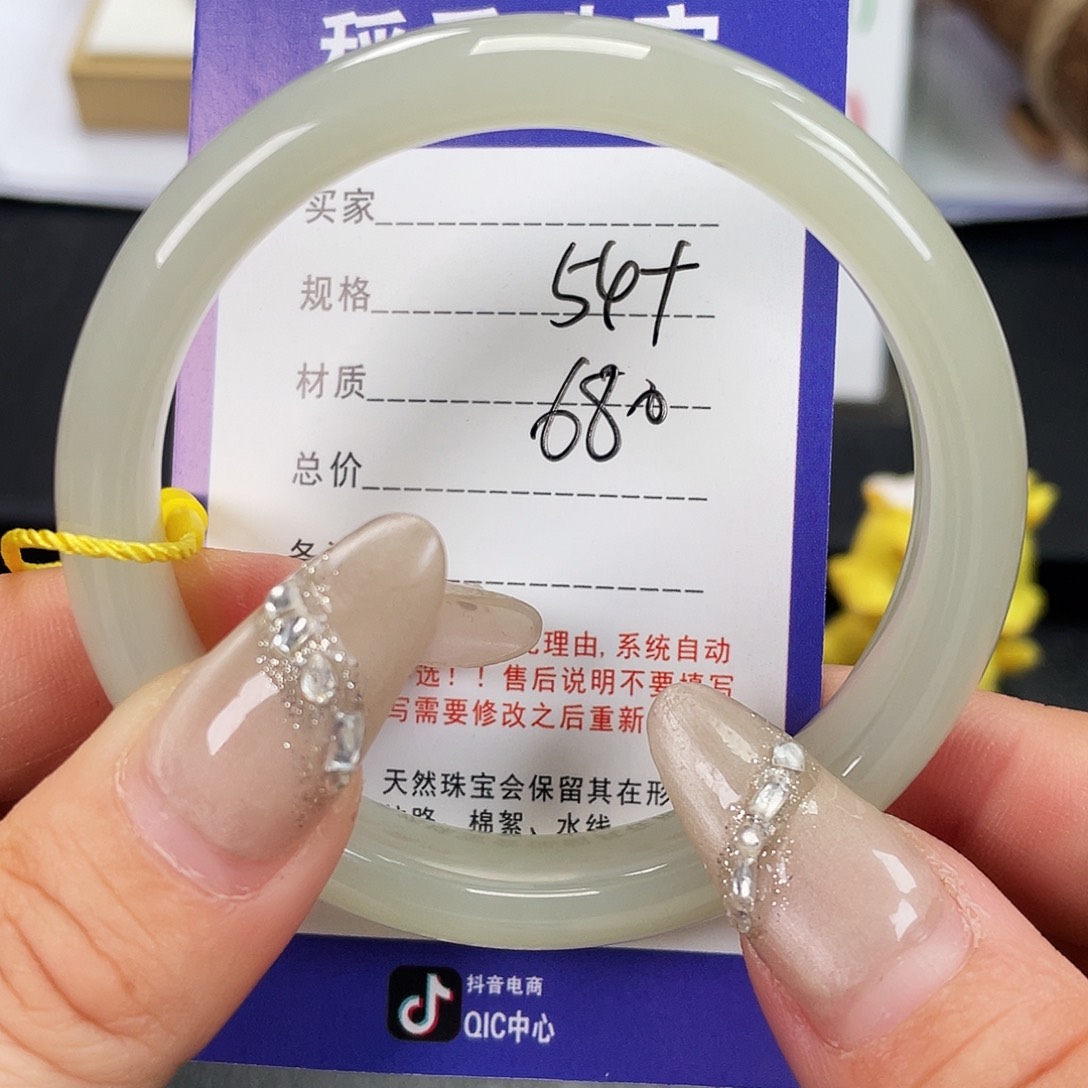 买家
规格 54+
材质 680
总价
理由,系统自动
选!!售后说明不要填写
写需要修改之后重新
天然珠宝会保留其在形
棉絮、水线
抖音电商
QIC中心